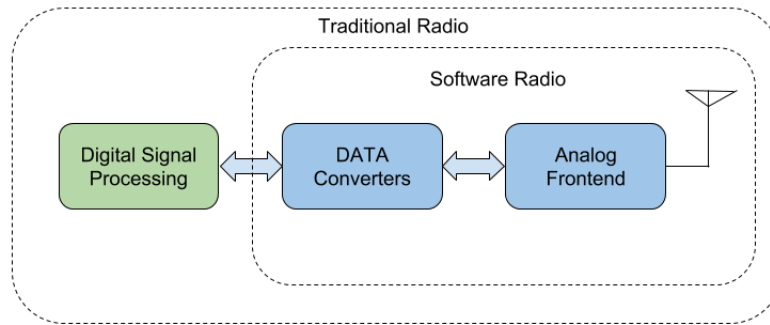 Traditional Radio
Software Radio
Digital Signal
Processing
DATA
Converters
Analog
Frontend